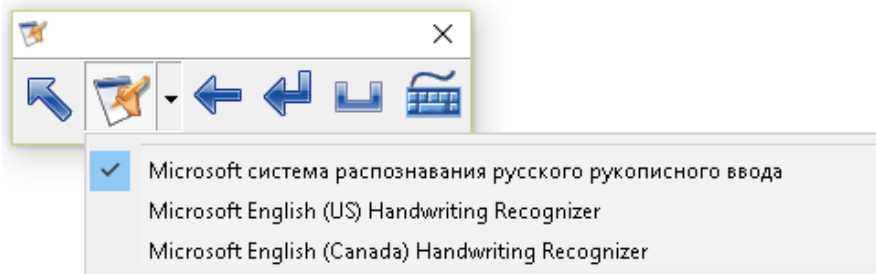 Microsoft система распознавания русского рукописного ввода
Microsoft English (US) Handwriting Recognizer
Microsoft English (Canada) Handwriting Recognizer